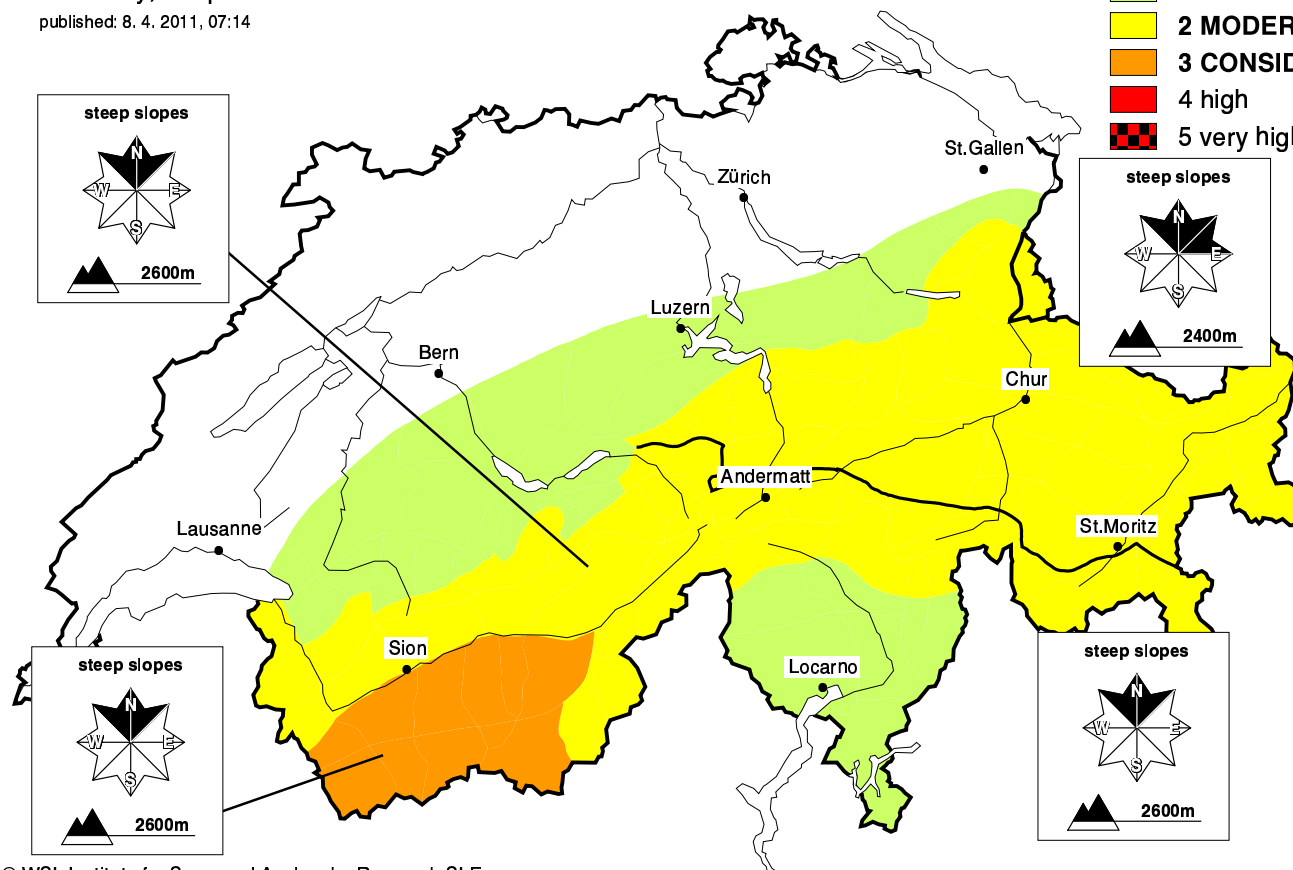 published: 8. 4. 2011, 07:14
2 MODER
3 CONSID
4 high
5 very high
steep slopes
N
W
E
S
2600m
St.Gallen
Zürich
steep slopes
N
W
E
S
2400m
Luzern
Bern
Chur
Andermatt
Lausanne
St.Moritz
Sion
Locarno
steep slopes
N
W
E
S
2600m
steep slopes
N
W
E
S
2600m